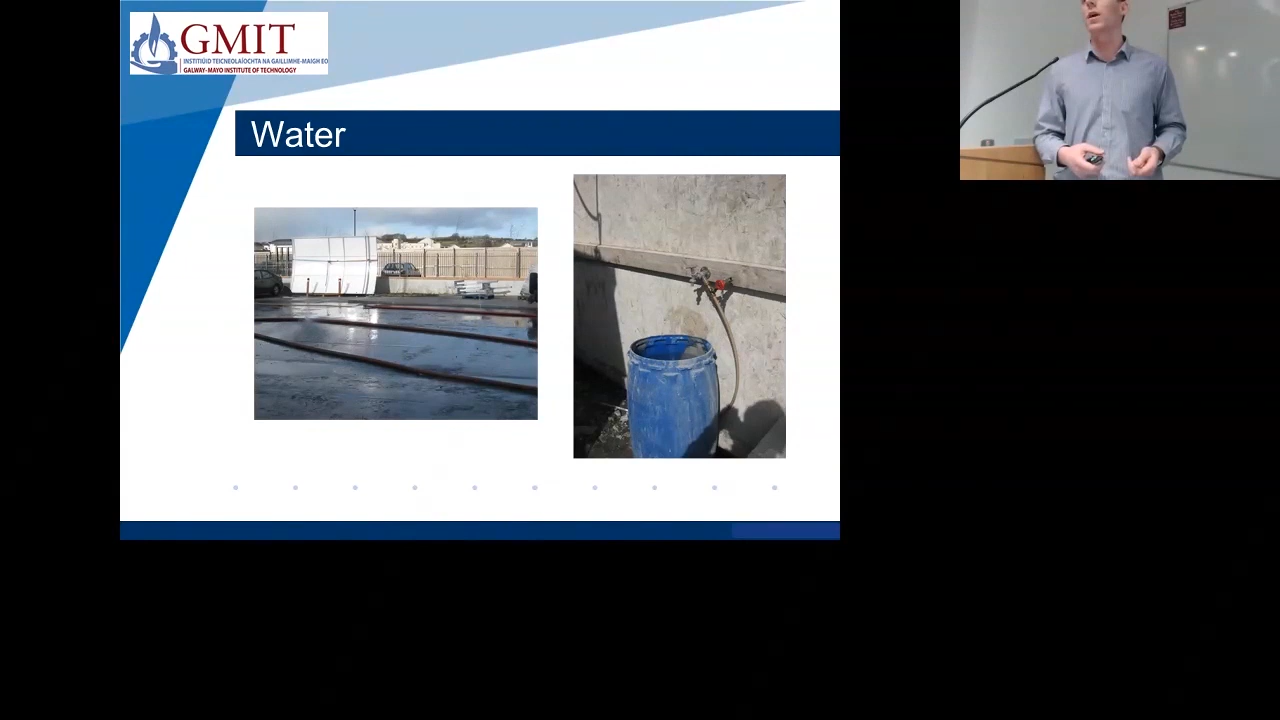 GMIT
INSTITIÚID TEICNEOLAÍOCHTA NA GAILLIMHE-MAIGH EO
GALWAY-MAYO INSTITUTE OF TECHNOLOGY
Water